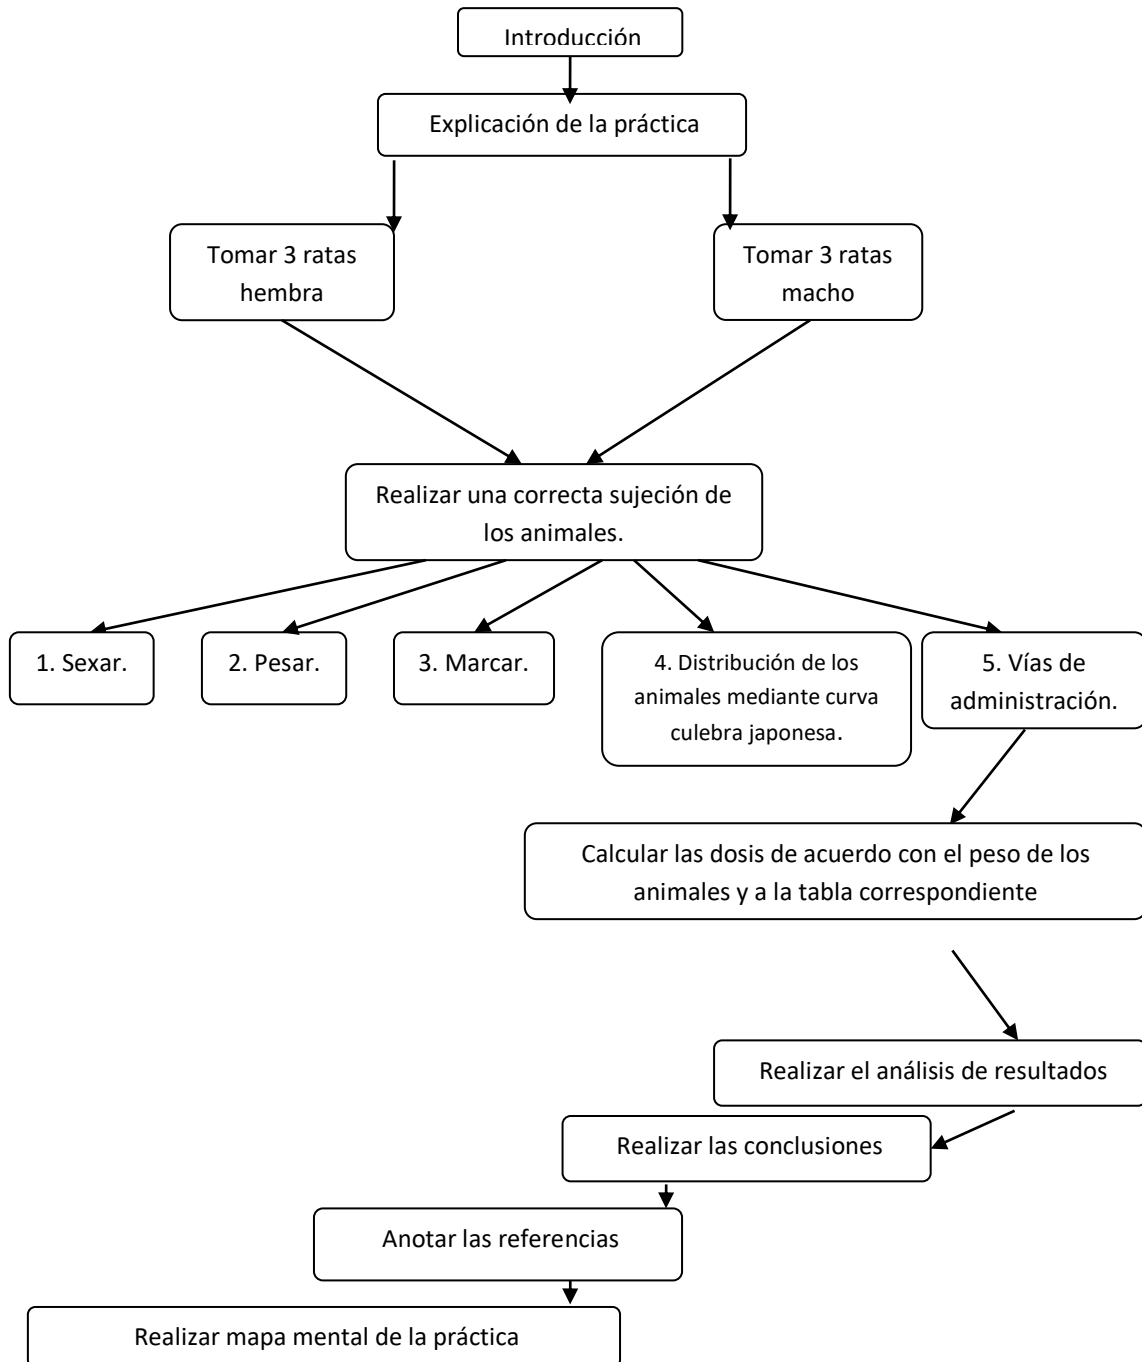 Introducción
Explicación de la práctica
Tomar 3 ratas
hembra
Tomar 3 ratas
macho
Realizar una correcta sujeción de
los animales.
1. Sexar.
2. Pesar.
3. Marcar.
4. Distribución de los
animales mediante curva
culebra japonesa.
5. Vías de
administración.
Calcular las dosis de acuerdo con el peso de los
animales y a la tabla correspondiente
Realizar el análisis de resultados
Realizar las conclusiones
Anotar las referencias
Realizar mapa mental de la práctica